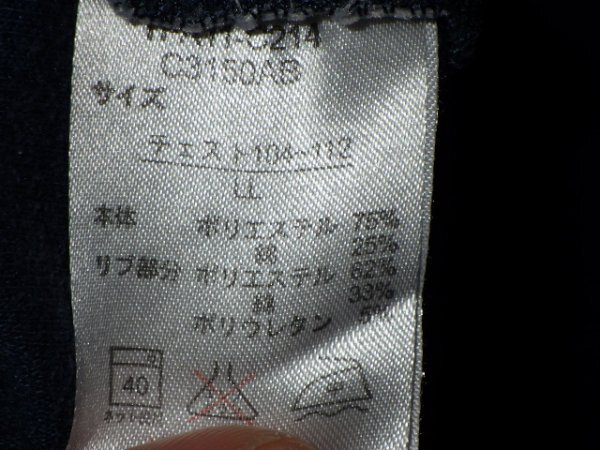 C3150AB
サイズ
チェスト104~112
LL
本体 ポリエステル 75%
綿 25%
リブ部分 ポリエステル 62%
綿 33%
ポリウレタン 5%
40